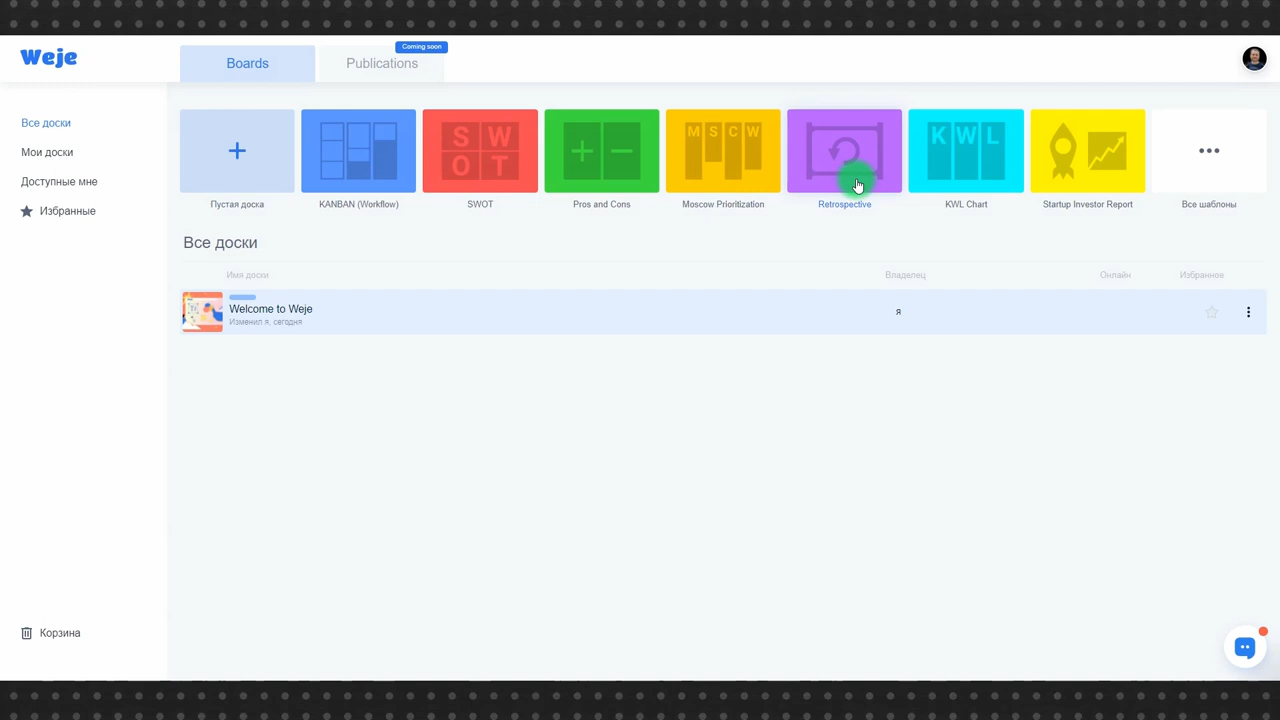 Weje
Boards
Publications
Coming soon
Все доски
Мои доски
Доступные мне
Избранные
Корзина
S W
O T
M S C W
K W L
Пустая доска
KANBAN (Workflow)
SWOT
Pros and Cons
Moscow Prioritization
Retrospective
KWL Chart
Startup Investor Report
Все шаблоны
Все доски
Имя доски
Владелец
Онлайн
Избранное
Welcome to Weje
Изменил я, сегодня
я